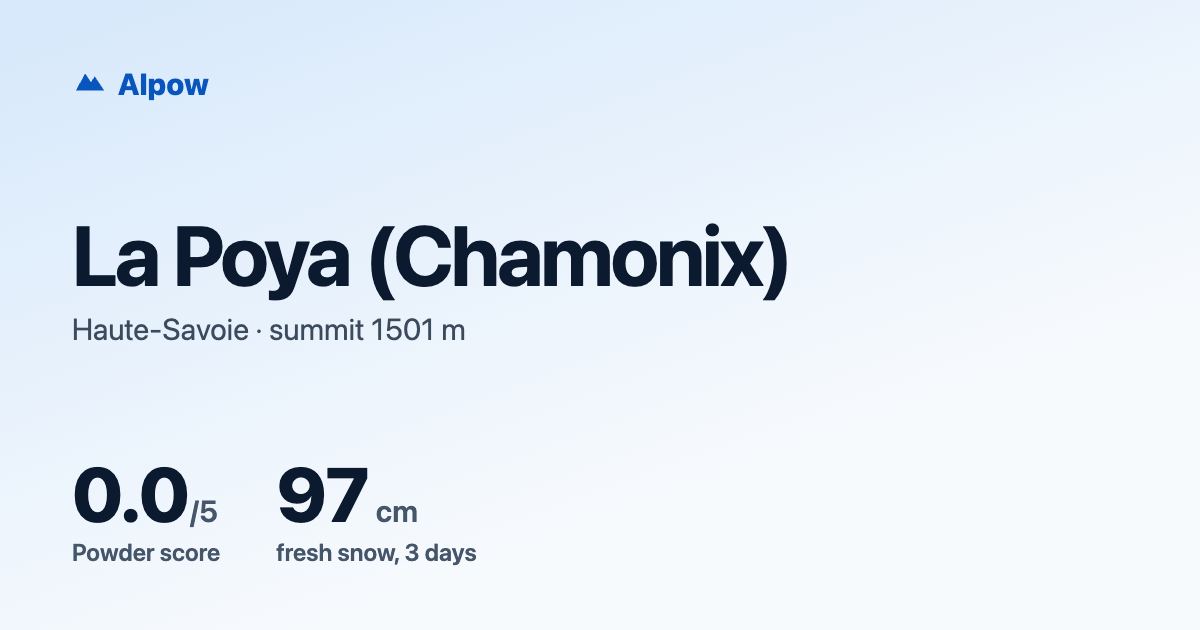 Alpow
La Poya (Chamonix)
Haute-Savoie · summit 1501 m
0.0/5 97 cm
Powder score fresh snow, 3 days